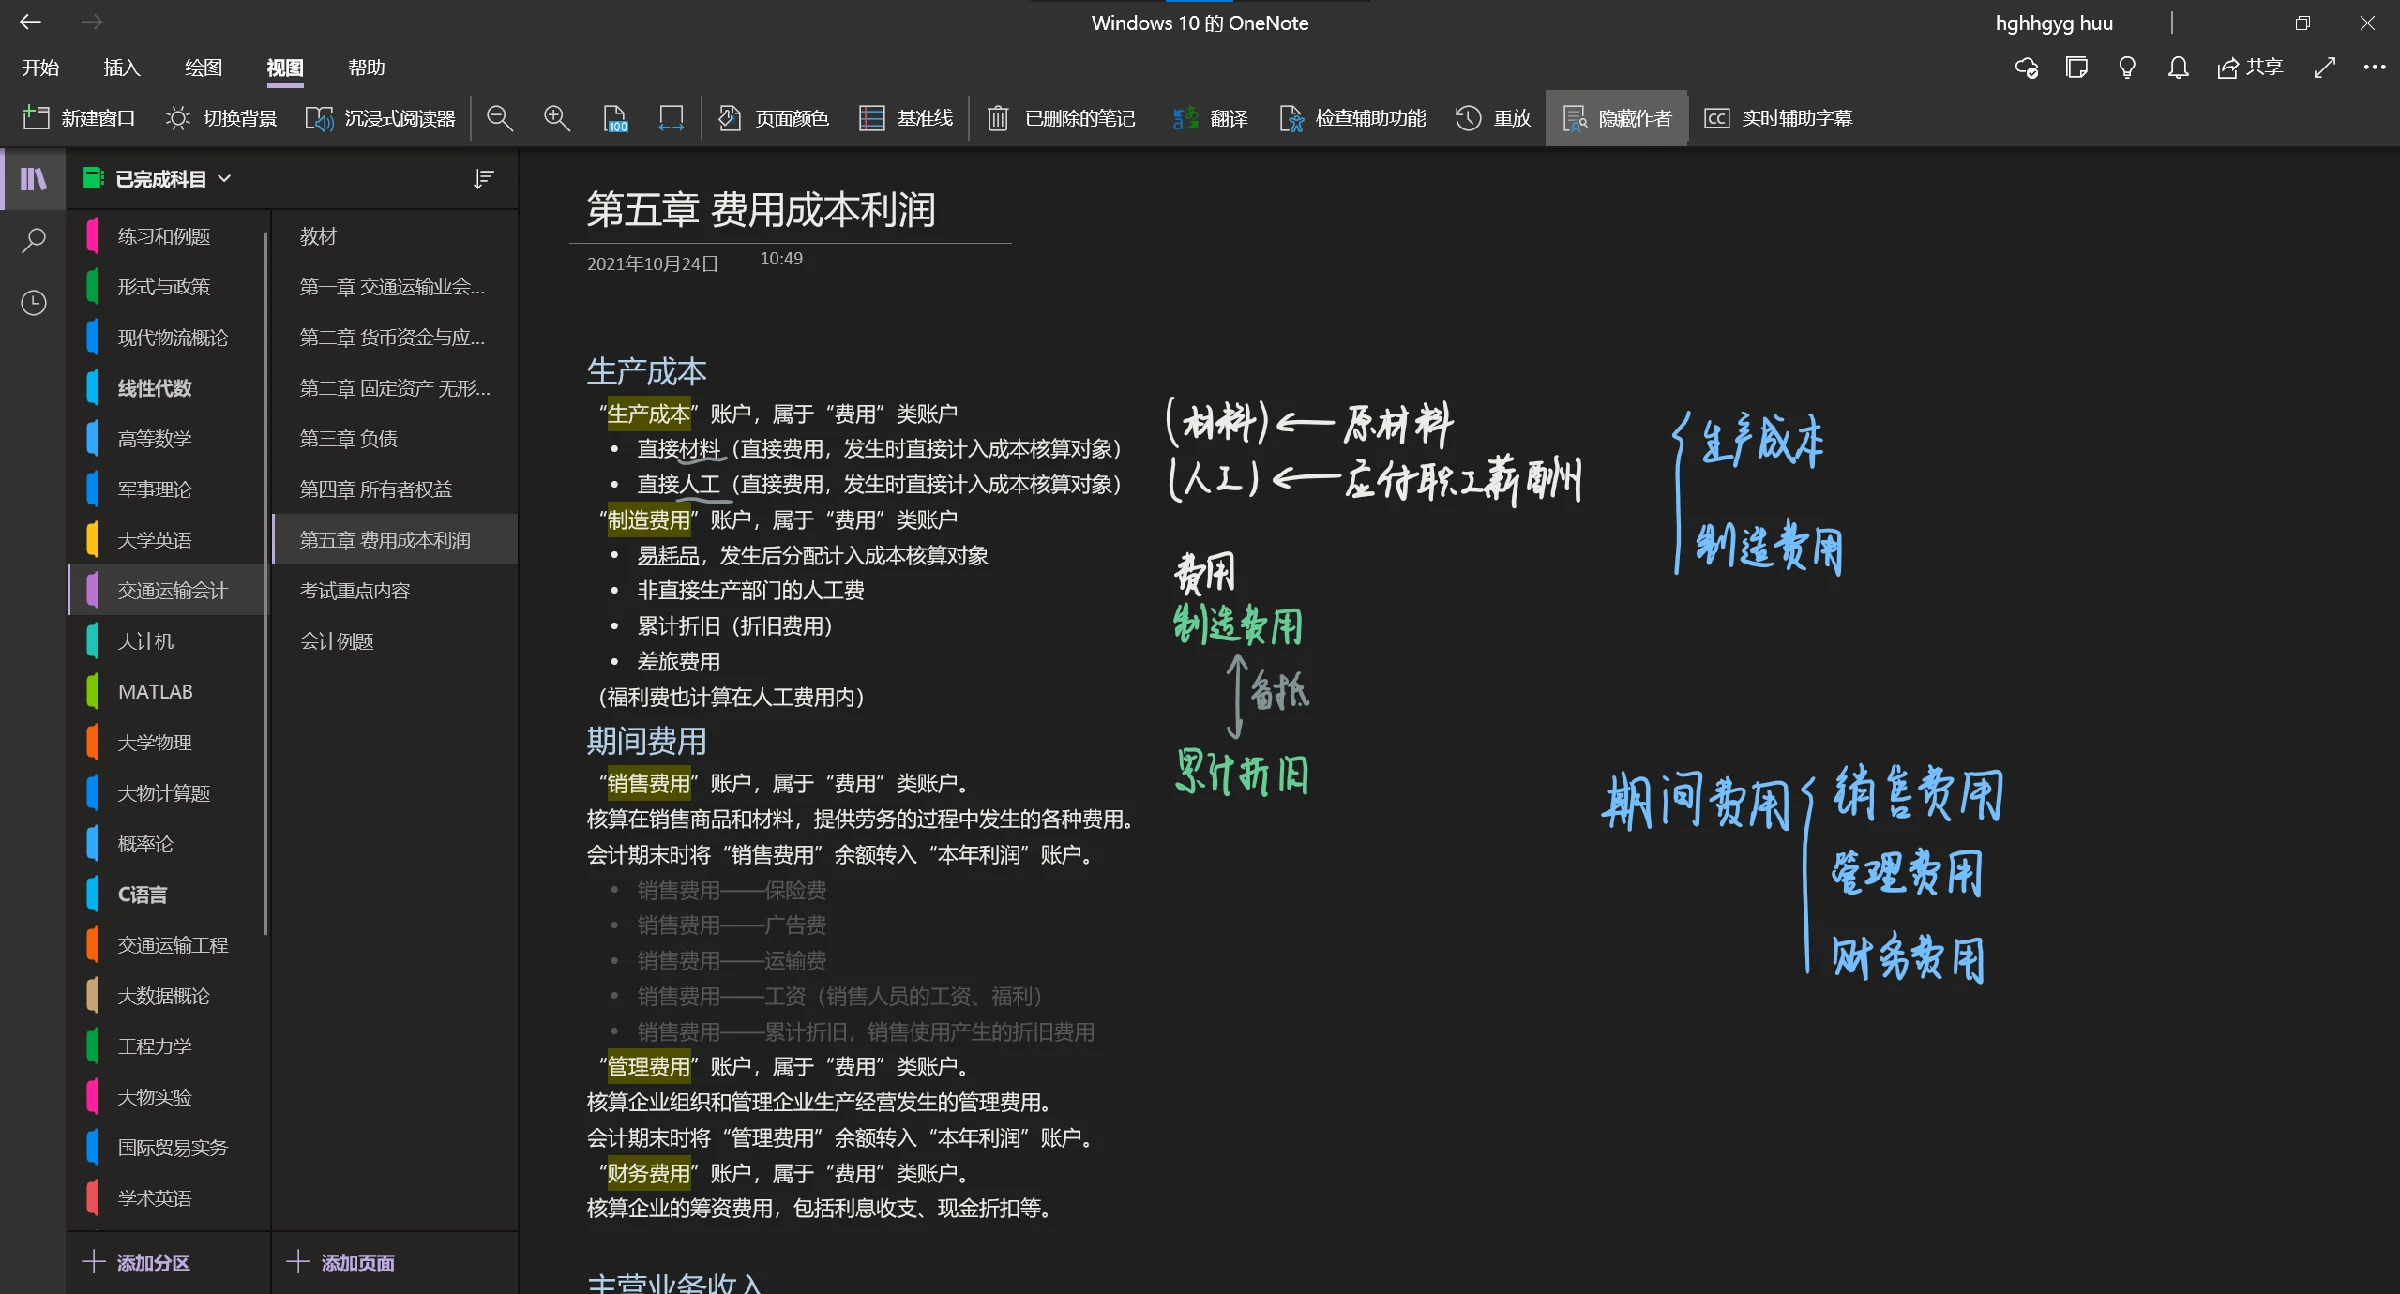 Windows 10 的 OneNote
hghhgyg huu
开始 插入 绘图 视图 帮助
共享
新建窗口 切换背景 沉浸式阅读器 页面颜色 基准线 已删除的笔记 翻译 检查辅助功能 重放 隐藏作者 实时辅助字幕
已完成科目
练习和例题
形式与政策
现代物流概论
线性代数
高等数学
军事理论
大学英语
交通运输会计
大计机
MATLAB
大学物理
大物计算题
概率论
C语言
交通运输工程
大数据概论
工程力学
大物实验
国际贸易实务
学术英语
添加分区
教材
第一章 交通运输业会...
第二章 货币资金与应...
第二章 固定资产 无形...
第三章 负债
第四章 所有者权益
第五章 费用成本利润
考试重点内容
会计例题
添加页面
第五章 费用成本利润
2021年10月24日 10:49
生产成本
“生产成本”账户，属于“费用”类账户
• 直接材料（直接费用，发生时直接计入成本核算对象）
• 直接人工（直接费用，发生时直接计入成本核算对象）
“制造费用”账户，属于“费用”类账户
• 易耗品，发生后分配计入成本核算对象
• 非直接生产部门的人工费
• 累计折旧（折旧费用）
• 差旅费用
（福利费也计算在人工费用内）
期间费用
“销售费用”账户，属于“费用”类账户。
核算在销售商品和材料，提供劳务的过程中发生的各种费用。
会计期末时将“销售费用”余额转入“本年利润”账户。
• 销售费用——保险费
• 销售费用——广告费
• 销售费用——运输费
• 销售费用——工资（销售人员的工资、福利）
• 销售费用——累计折旧，销售使用产生的折旧费用
“管理费用”账户，属于“费用”类账户。
核算企业组织和管理企业生产经营发生的管理费用。
会计期末时将“管理费用”余额转入“本年利润”账户。
“财务费用”账户，属于“费用”类账户。
核算企业的筹资费用，包括利息收支、现金折扣等。
主营业务收入
(材料)←原材料
(人工)←应付职工薪酬
费用
制造费用
备抵
累计折旧
生产成本
制造费用
期间费用
销售费用
管理费用
财务费用